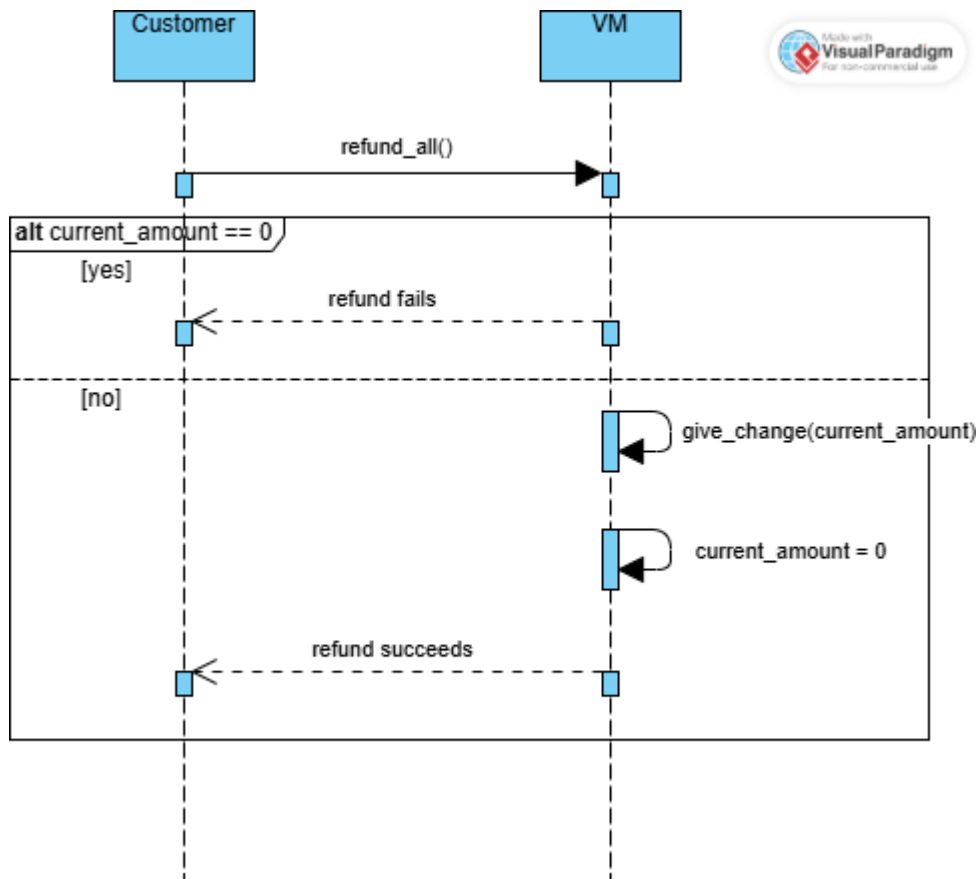 Customer
VM
Made with
Visual Paradigm
For non-commercial use
refund_all()
alt current_amount == 0
[yes]
refund fails
[no]
give_change(current_amount)
current_amount = 0
refund succeeds